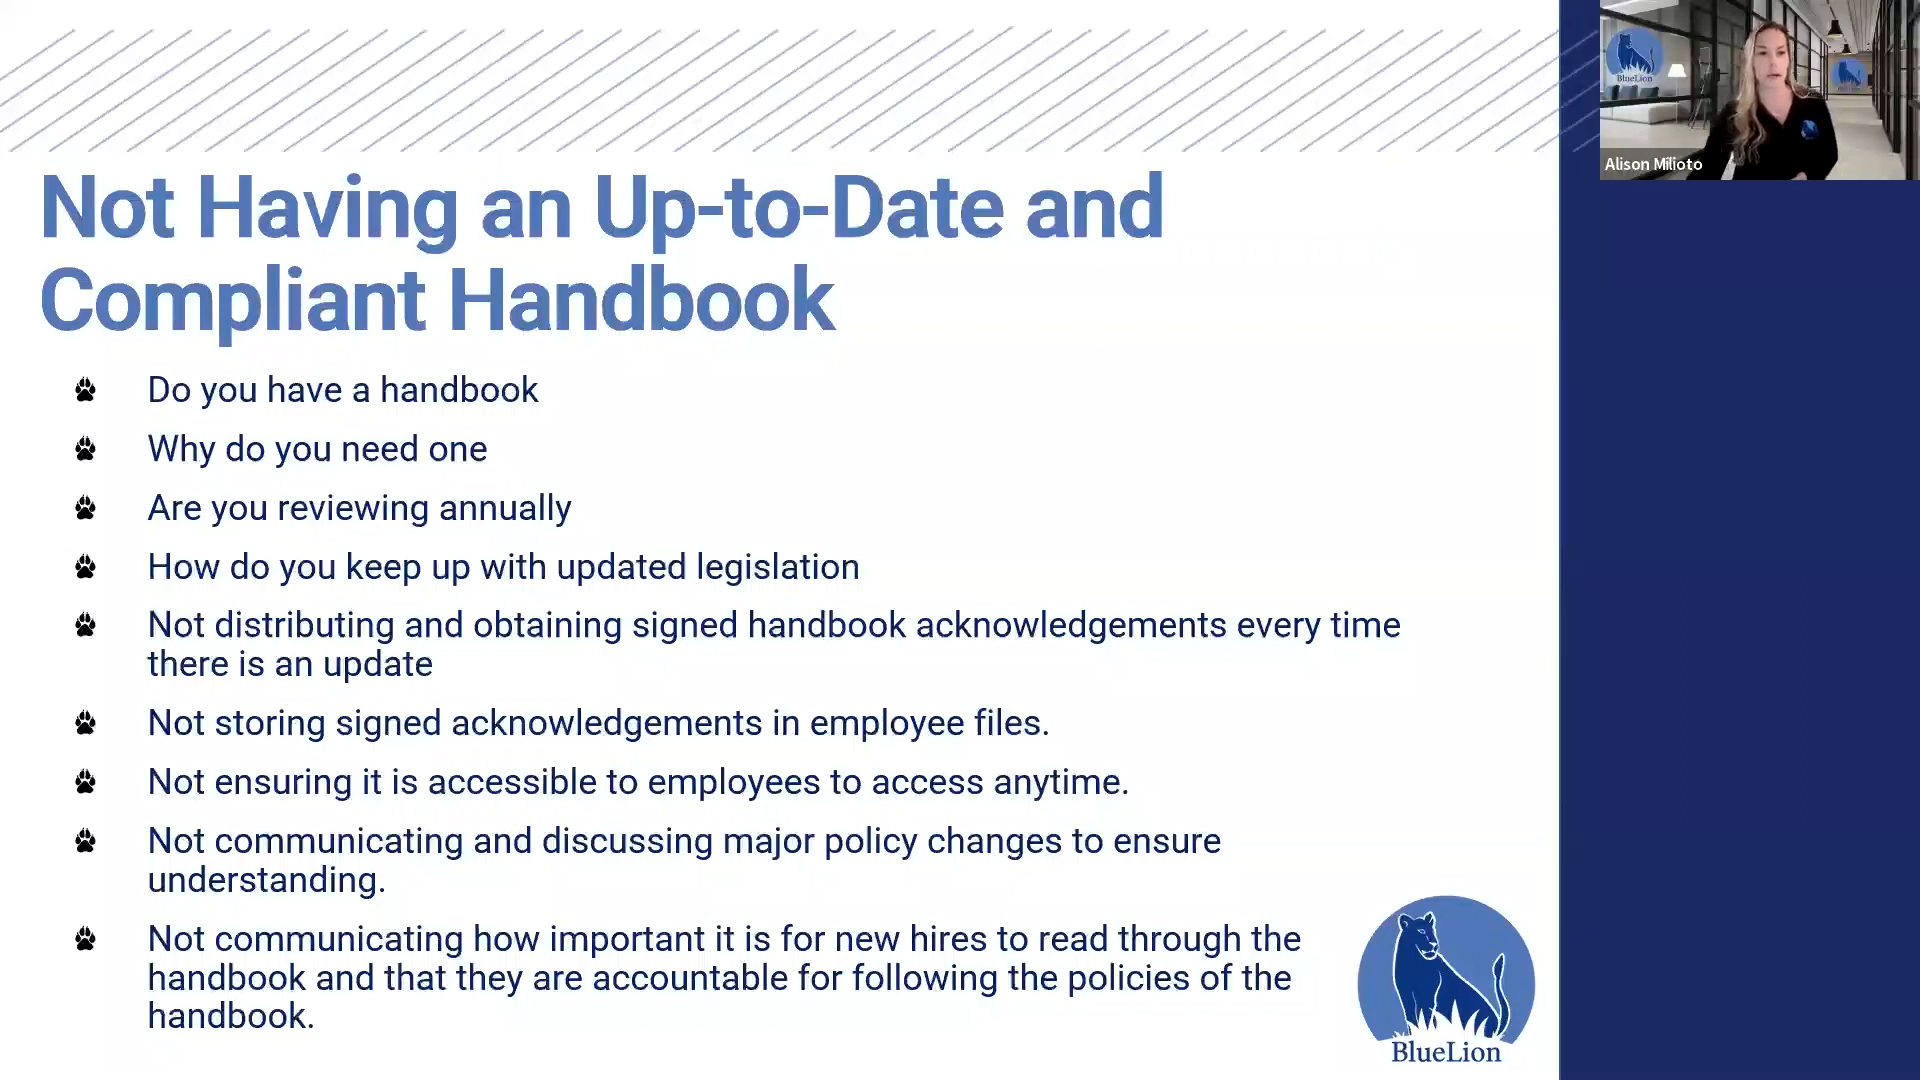 Not Having an Up-to-Date and
Compliant Handbook
Do you have a handbook
Why do you need one
Are you reviewing annually
How do you keep up with updated legislation
Not distributing and obtaining signed handbook acknowledgements every time
there is an update
Not storing signed acknowledgements in employee files.
Not ensuring it is accessible to employees to access anytime.
Not communicating and discussing major policy changes to ensure
understanding.
Not communicating how important it is for new hires to read through the
handbook and that they are accountable for following the policies of the
handbook.
BlueLion
BlueLion
Alison Milioto